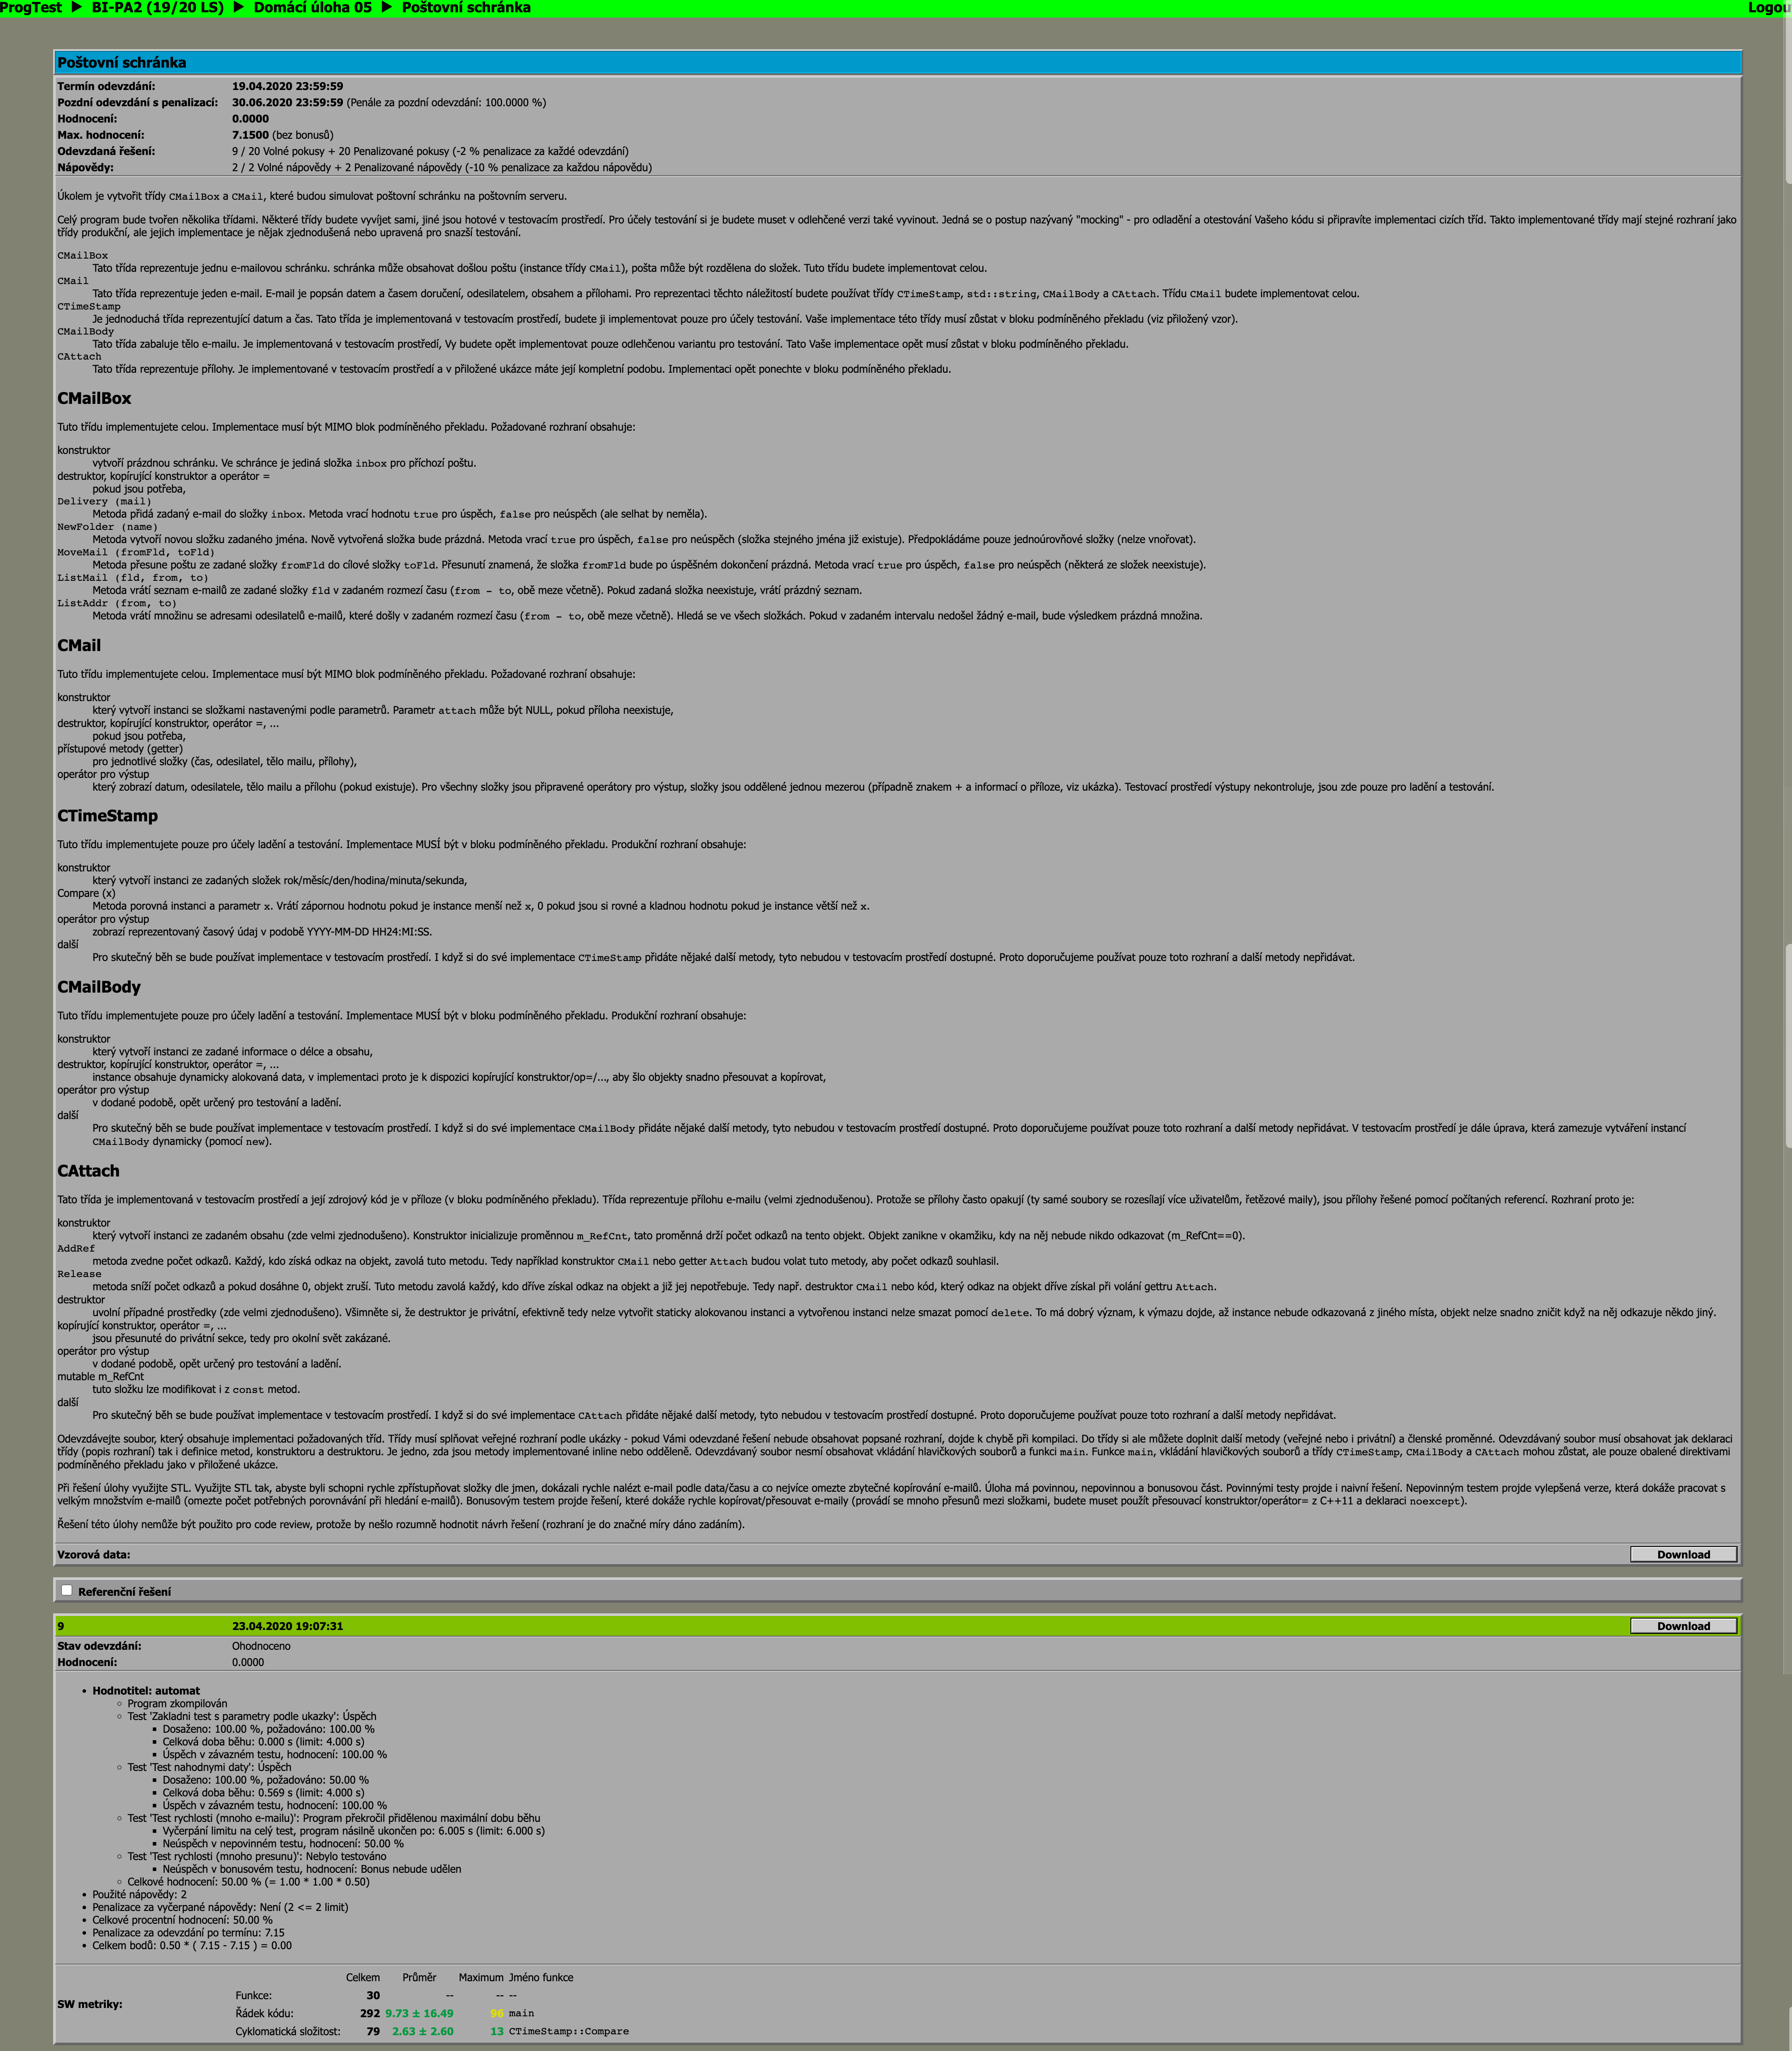 ProgTest ▶ BI-PA2 (19/20 LS) ▶ Domácí úloha 05 ▶ Poštovní schránka Logou
Poštovní schránka
Termín odevzdání: 19.04.2020 23:59:59
Pozdní odevzdání s penalizací: 30.06.2020 23:59:59 (Penále za pozdní odevzdání: 100.0000 %)
Hodnocení: 0.0000
Max. hodnocení: 7.1500 (bez bonusů)
Odevzdaná řešení: 9 / 20 Volné pokusy + 20 Penalizované pokusy (-2 % penalizace za každé odevzdání)
Nápovědy: 2 / 2 Volné nápovědy + 2 Penalizované nápovědy (-10 % penalizace za každou nápovědu)
Úkolem je vytvořit třídy CMailBox a CMail, které budou simulovat poštovní schránku na poštovním serveru.
Celý program bude tvořen několika třídami. Některé třídy budete vyvíjet sami, jiné jsou hotové v testovacím prostředí. Pro účely testování si je budete muset v odlehčené verzi také vyvinout. Jedná se o postup nazývaný "mocking" - pro odladění a otestování Vašeho kódu si připravíte implementaci cizích tříd. Takto implementované třídy mají stejné rozhraní jako
třídy produkční, ale jejich implementace je nějak zjednodušená nebo upravená pro snazší testování.
CMailBox
Tato třída reprezentuje jednu e-mailovou schránku. schránka může obsahovat došlou poštu (instance třídy CMail), pošta může být rozdělena do složek. Tuto třídu budete implementovat celou.
CMail
Tato třída reprezentuje jeden e-mail. E-mail je popsán datem a časem doručení, odesilatelem, obsahem a přílohami. Pro reprezentaci těchto náležitostí budete používat třídy CTimeStamp, std::string, CMailBody a CAttach. Třídu CMail budete implementovat celou.
CTimeStamp
Je jednoduchá třída reprezentující datum a čas. Tato třída je implementovaná v testovacím prostředí, budete ji implementovat pouze pro účely testování. Vaše implementace této třídy musí zůstat v bloku podmíněného překladu (viz přiložený vzor).
CMailBody
Tato třída zabaluje tělo e-mailu. Je implementovaná v testovacím prostředí, Vy budete opět implementovat pouze odlehčenou variantu pro testování. Tato Vaše implementace opět musí zůstat v bloku podmíněného překladu.
CAttach
Tato třída reprezentuje přílohy. Je implementované v testovacím prostředí a v přiložené ukázce máte její kompletní podobu. Implementaci opět ponechte v bloku podmíněného překladu.
CMailBox
Tuto třídu implementujete celou. Implementace musí být MIMO blok podmíněného překladu. Požadované rozhraní obsahuje:
konstruktor
vytvoří prázdnou schránku. Ve schránce je jediná složka inbox pro příchozí poštu.
destruktor, kopírující konstruktor a operátor =
pokud jsou potřeba,
Delivery (mail)
Metoda přidá zadaný e-mail do složky inbox. Metoda vrací hodnotu true pro úspěch, false pro neúspěch (ale selhat by neměla).
NewFolder (name)
Metoda vytvoří novou složku zadaného jména. Nově vytvořená složka bude prázdná. Metoda vrací true pro úspěch, false pro neúspěch (složka stejného jména již existuje). Předpokládáme pouze jednoúrovňové složky (nelze vnořovat).
MoveMail (fromFld, toFld)
Metoda přesune poštu ze zadané složky fromFld do cílové složky toFld. Přesunutí znamená, že složka fromFld bude po úspěšném dokončení prázdná. Metoda vrací true pro úspěch, false pro neúspěch (některá ze složek neexistuje).
ListMail (fld, from, to)
Metoda vrátí seznam e-mailů ze zadané složky fld v zadaném rozmezí času (from - to, obě meze včetně). Pokud zadaná složka neexistuje, vrátí prázdný seznam.
ListAddr (from, to)
Metoda vrátí množinu se adresami odesilatelů e-mailů, které došly v zadaném rozmezí času (from - to, obě meze včetně). Hledá se ve všech složkách. Pokud v zadaném intervalu nedošel žádný e-mail, bude výsledkem prázdná množina.
CMail
Tuto třídu implementujete celou. Implementace musí být MIMO blok podmíněného překladu. Požadované rozhraní obsahuje:
konstruktor
který vytvoří instanci se složkami nastavenými podle parametrů. Parametr attach může být NULL, pokud příloha neexistuje,
destruktor, kopírující konstruktor, operátor =, ...
pokud jsou potřeba,
přístupové metody (getter)
pro jednotlivé složky (čas, odesilatel, tělo mailu, přílohy),
operátor pro výstup
který zobrazí datum, odesilatele, tělo mailu a přílohu (pokud existuje). Pro všechny složky jsou připravené operátory pro výstup, složky jsou oddělené jednou mezerou (případně znakem + a informací o příloze, viz ukázka). Testovací prostředí výstupy nekontroluje, jsou zde pouze pro ladění a testování.
CTimeStamp
Tuto třídu implementujete pouze pro účely ladění a testování. Implementace MUSÍ být v bloku podmíněného překladu. Produkční rozhraní obsahuje:
konstruktor
který vytvoří instanci ze zadaných složek rok/měsíc/den/hodina/minuta/sekunda,
Compare (x)
Metoda porovná instanci a parametr x. Vrátí zápornou hodnotu pokud je instance menší než x, 0 pokud jsou si rovné a kladnou hodnotu pokud je instance větší než x.
operátor pro výstup
zobrazí reprezentovaný časový údaj v podobě YYYY-MM-DD HH24:MI:SS.
další
Pro skutečný běh se bude používat implementace v testovacím prostředí. I když si do své implementace CTimeStamp přidáte nějaké další metody, tyto nebudou v testovacím prostředí dostupné. Proto doporučujeme používat pouze toto rozhraní a další metody nepřidávat.
CMailBody
Tuto třídu implementujete pouze pro účely ladění a testování. Implementace MUSÍ být v bloku podmíněného překladu. Produkční rozhraní obsahuje:
konstruktor
který vytvoří instanci ze zadané informace o délce a obsahu,
destruktor, kopírující konstruktor, operátor =, ...
instance obsahuje dynamicky alokovaná data, v implementaci proto je k dispozici kopírující konstruktor/op=/..., aby šlo objekty snadno přesouvat a kopírovat,
operátor pro výstup
v dodané podobě, opět určený pro testování a ladění.
další
Pro skutečný běh se bude používat implementace v testovacím prostředí. I když si do své implementace CMailBody přidáte nějaké další metody, tyto nebudou v testovacím prostředí dostupné. Proto doporučujeme používat pouze toto rozhraní a další metody nepřidávat. V testovacím prostředí je dále úprava, která zamezuje vytváření instancí
CMailBody dynamicky (pomocí new).
CAttach
Tato třída je implementovaná v testovacím prostředí a její zdrojový kód je v příloze (v bloku podmíněného překladu). Třída reprezentuje přílohu e-mailu (velmi zjednodušenou). Protože se přílohy často opakují (ty samé soubory se rozesílají více uživatelům, řetězové maily), jsou přílohy řešené pomocí počítaných referencí. Rozhraní proto je:
konstruktor
který vytvoří instanci ze zadaném obsahu (zde velmi zjednodušeno). Konstruktor inicializuje proměnnou m_RefCnt, tato proměnná drží počet odkazů na tento objekt. Objekt zanikne v okamžiku, kdy na něj nebude nikdo odkazovat (m_RefCnt==0).
AddRef
metoda zvedne počet odkazů. Každý, kdo získá odkaz na objekt, zavolá tuto metodu. Tedy například konstruktor CMail nebo getter Attach budou volat tuto metody, aby počet odkazů souhlasil.
Release
metoda sníží počet odkazů a pokud dosáhne 0, objekt zruší. Tuto metodu zavolá každý, kdo dříve získal odkaz na objekt a již jej nepotřebuje. Tedy např. destruktor CMail nebo kód, který odkaz na objekt dříve získal při volání gettru Attach.
destruktor
uvolní případné prostředky (zde velmi zjednodušeno). Všimněte si, že destruktor je privátní, efektivně tedy nelze vytvořit staticky alokovanou instanci a vytvořenou instanci nelze smazat pomocí delete. To má dobrý význam, k výmazu dojde, až instance nebude odkazovaná z jiného místa, objekt nelze snadno zničit když na něj odkazuje někdo jiný.
kopírující konstruktor, operátor =, ...
jsou přesunuté do privátní sekce, tedy pro okolní svět zakázané.
operátor pro výstup
v dodané podobě, opět určený pro testování a ladění.
mutable m_RefCnt
tuto složku lze modifikovat i z const metod.
další
Pro skutečný běh se bude používat implementace v testovacím prostředí. I když si do své implementace CAttach přidáte nějaké další metody, tyto nebudou v testovacím prostředí dostupné. Proto doporučujeme používat pouze toto rozhraní a další metody nepřidávat.
Odevzdávejte soubor, který obsahuje implementaci požadovaných tříd. Třídy musí splňovat veřejné rozhraní podle ukázky - pokud Vámi odevzdané řešení nebude obsahovat popsané rozhraní, dojde k chybě při kompilaci. Do třídy si ale můžete doplnit další metody (veřejné nebo i privátní) a členské proměnné. Odevzdávaný soubor musí obsahovat jak deklaraci
třídy (popis rozhraní) tak i definice metod, konstruktoru a destruktoru. Je jedno, zda jsou metody implementované inline nebo odděleně. Odevzdávaný soubor nesmí obsahovat vkládání hlavičkových souborů a funkci main. Funkce main, vkládání hlavičkových souborů a třídy CTimeStamp, CMailBody a CAttach mohou zůstat, ale pouze obalené direktivami
podmíněného překladu jako v přiložené ukázce.
Při řešení úlohy využijte STL. Využijte STL tak, abyste byli schopni rychle zpřístupňovat složky dle jmen, dokázali rychle nalézt e-mail podle data/času a co nejvíce omezte zbytečné kopírování e-mailů. Úloha má povinnou, nepovinnou a bonusovou část. Povinnými testy projde i naivní řešení. Nepovinným testem projde vylepšená verze, která dokáže pracovat s
velkým množstvím e-mailů (omezte počet potřebných porovnávání při hledání e-mailů). Bonusovým testem projde řešení, které dokáže rychle kopírovat/přesouvat e-maily (provádí se mnoho přesunů mezi složkami, budete muset použít přesouvací konstruktor/operátor= z C++11 a deklaraci noexcept).
Řešení této úlohy nemůže být použito pro code review, protože by nešlo rozumně hodnotit návrh řešení (rozhraní je do značné míry dáno zadáním).
Vzorová data: Download
Referenční řešení
9 23.04.2020 19:07:31 Download
Stav odevzdání: Ohodnoceno
Hodnocení: 0.0000
• Hodnotitel: automat
◦ Program zkompilován
◦ Test 'Zakladni test s parametry podle ukazky': Úspěch
▪ Dosaženo: 100.00 %, požadováno: 100.00 %
▪ Celková doba běhu: 0.000 s (limit: 4.000 s)
▪ Úspěch v závazném testu, hodnocení: 100.00 %
◦ Test 'Test nahodnymi daty': Úspěch
▪ Dosaženo: 100.00 %, požadováno: 50.00 %
▪ Celková doba běhu: 0.569 s (limit: 4.000 s)
▪ Úspěch v závazném testu, hodnocení: 100.00 %
◦ Test 'Test rychlosti (mnoho e-mailu)': Program překročil přidělenou maximální dobu běhu
▪ Vyčerpání limitu na celý test, program násilně ukončen po: 6.005 s (limit: 6.000 s)
▪ Neúspěch v nepovinném testu, hodnocení: 50.00 %
◦ Test 'Test rychlosti (mnoho presunu)': Nebylo testováno
▪ Neúspěch v bonusovém testu, hodnocení: Bonus nebude udělen
◦ Celkové hodnocení: 50.00 % (= 1.00 * 1.00 * 0.50)
• Použité nápovědy: 2
• Penalizace za vyčerpané nápovědy: Není (2 <= 2 limit)
• Celkové procentní hodnocení: 50.00 %
• Penalizace za odevzdání po termínu: 7.15
• Celkem bodů: 0.50 * ( 7.15 - 7.15 ) = 0.00
Celkem Průměr Maximum Jméno funkce
SW metriky:
Funkce: 30 -- -- --
Řádek kódu: 292 9.73 ± 16.49 96 main
Cyklomatická složitost: 79 2.63 ± 2.60 13 CTimeStamp::Compare